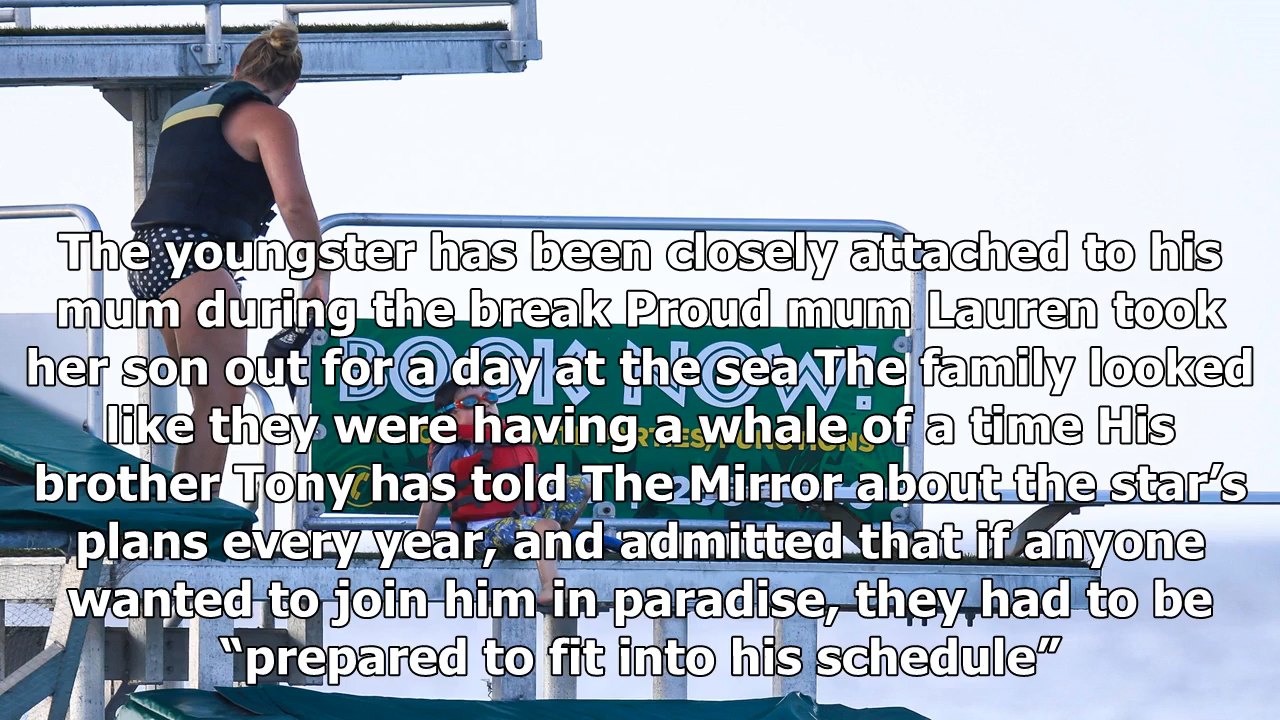 The youngster has been closely attached to his
mum during the break Proud mum Lauren took
her son out for a day at the sea The family looked
like they were having a whale of a time His
brother Tony has told The Mirror about the star’s
plans every year, and admitted that if anyone
wanted to join him in paradise, they had to be
“prepared to fit into his schedule”
BOOK NOW!